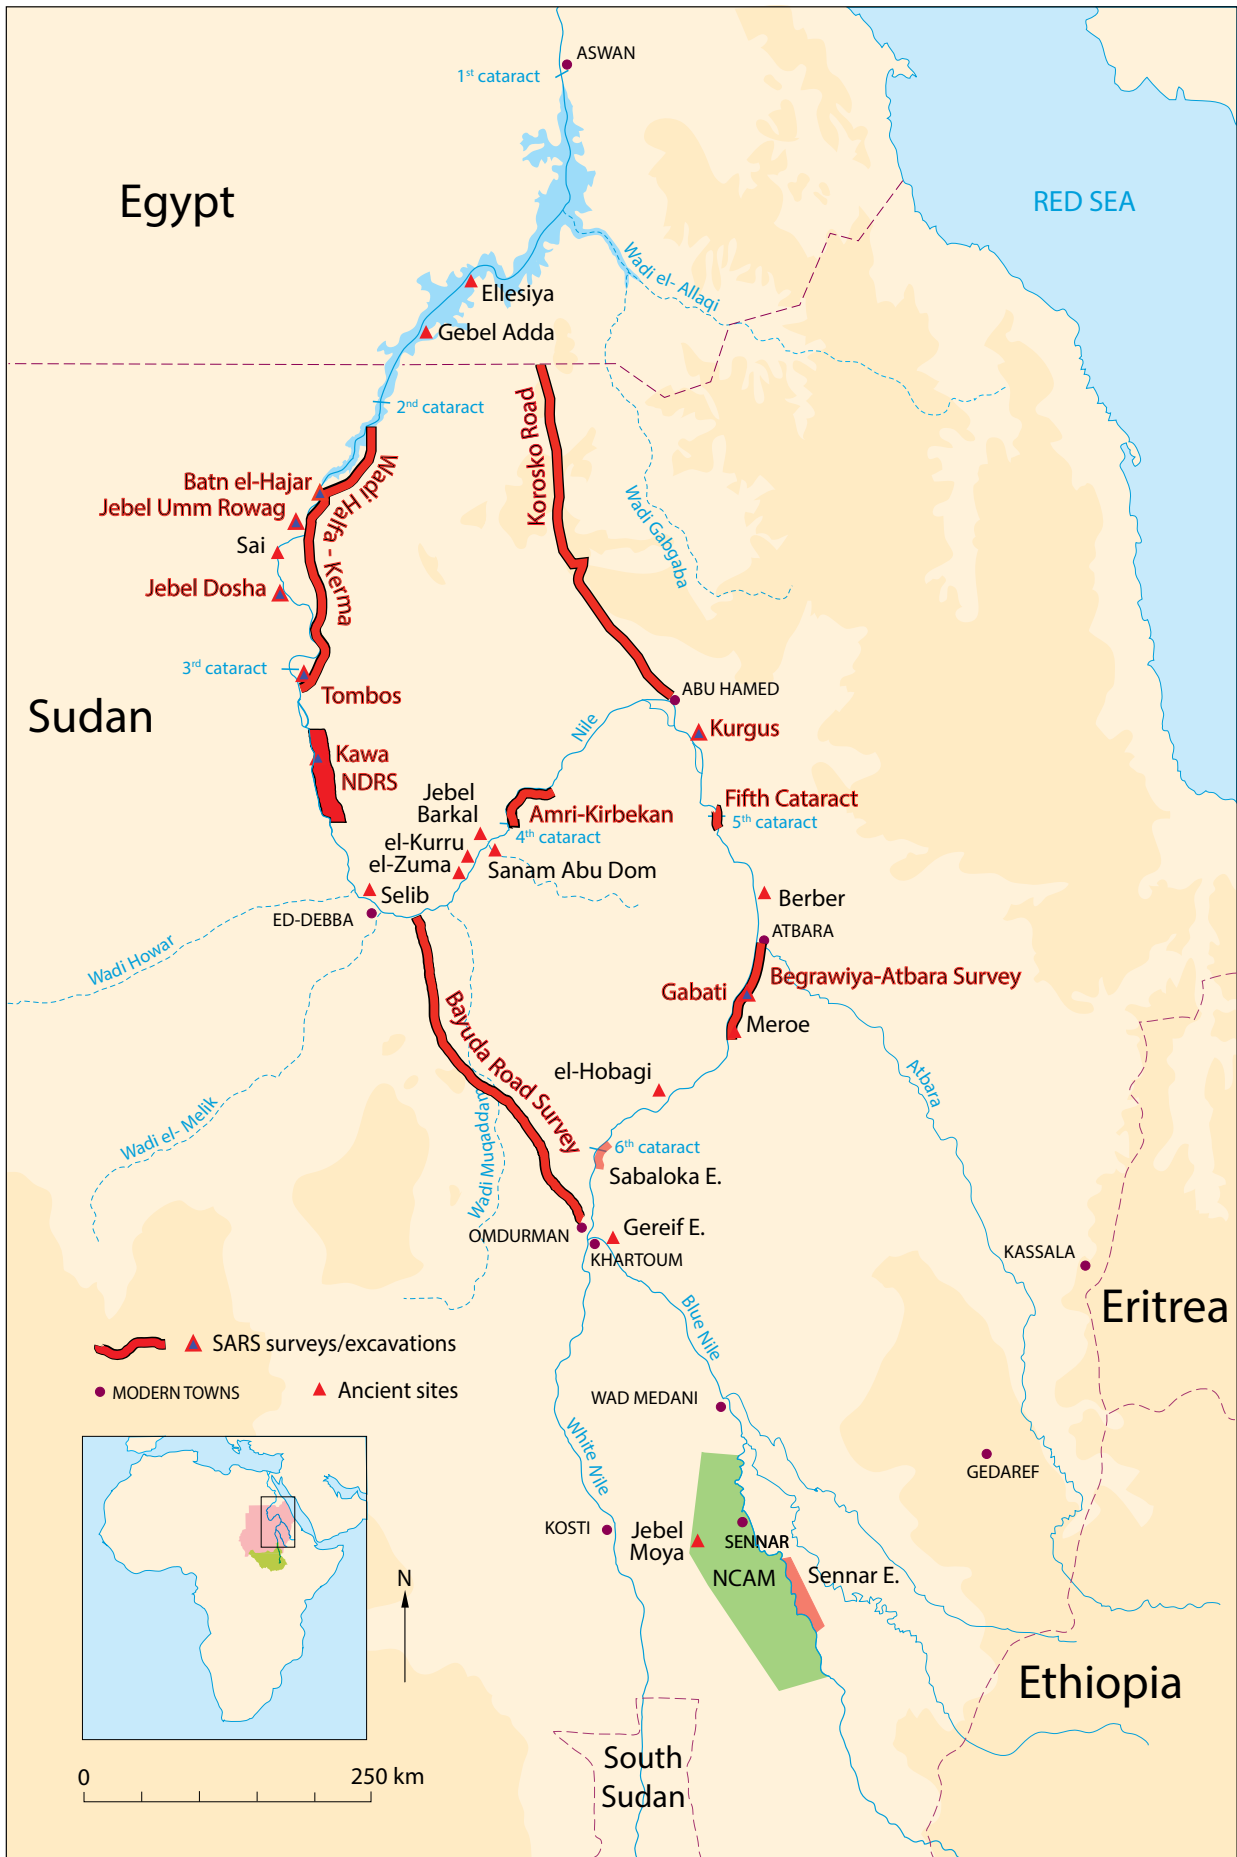 ASWAN
1st cataract
Egypt
RED SEA
Wadi el- Allaqi
Ellesiya
Gebel Adda
2nd cataract
Korosko Road
Wadi Halfa - Kerma
Batn el-Hajar
Jebel Umm Rowag
Wadi Gabgaba
Sai
Jebel Dosha
3rd cataract
Tombos
ABU HAMED
Sudan
Nile
Kurgus
Kawa
NDRS
Jebel
Barkal
Amri-Kirbekan
Fifth Cataract
5th cataract
4th cataract
el-Kurru
el-Zuma
Sanam Abu Dom
Selib
Berber
ED-DEBBA
ATBARA
Wadi Howar
Begrawiya-Atbara Survey
Gabati
Meroe
Bayuda Road Survey
el-Hobagi
Atbara
Wadi el- Melik
Wadi Muqaddam
6th cataract
Sabaloka E.
OMDURMAN
Gereif E.
KHARTOUM
KASSALA
Eritrea
Blue Nile
SARS surveys/excavations
MODERN TOWNS
Ancient sites
WAD MEDANI
White Nile
GEDAREF
KOSTI
Jebel
Moya
SENNAR
NCAM
Sennar E.
N
Ethiopia
South
Sudan
0
250 km